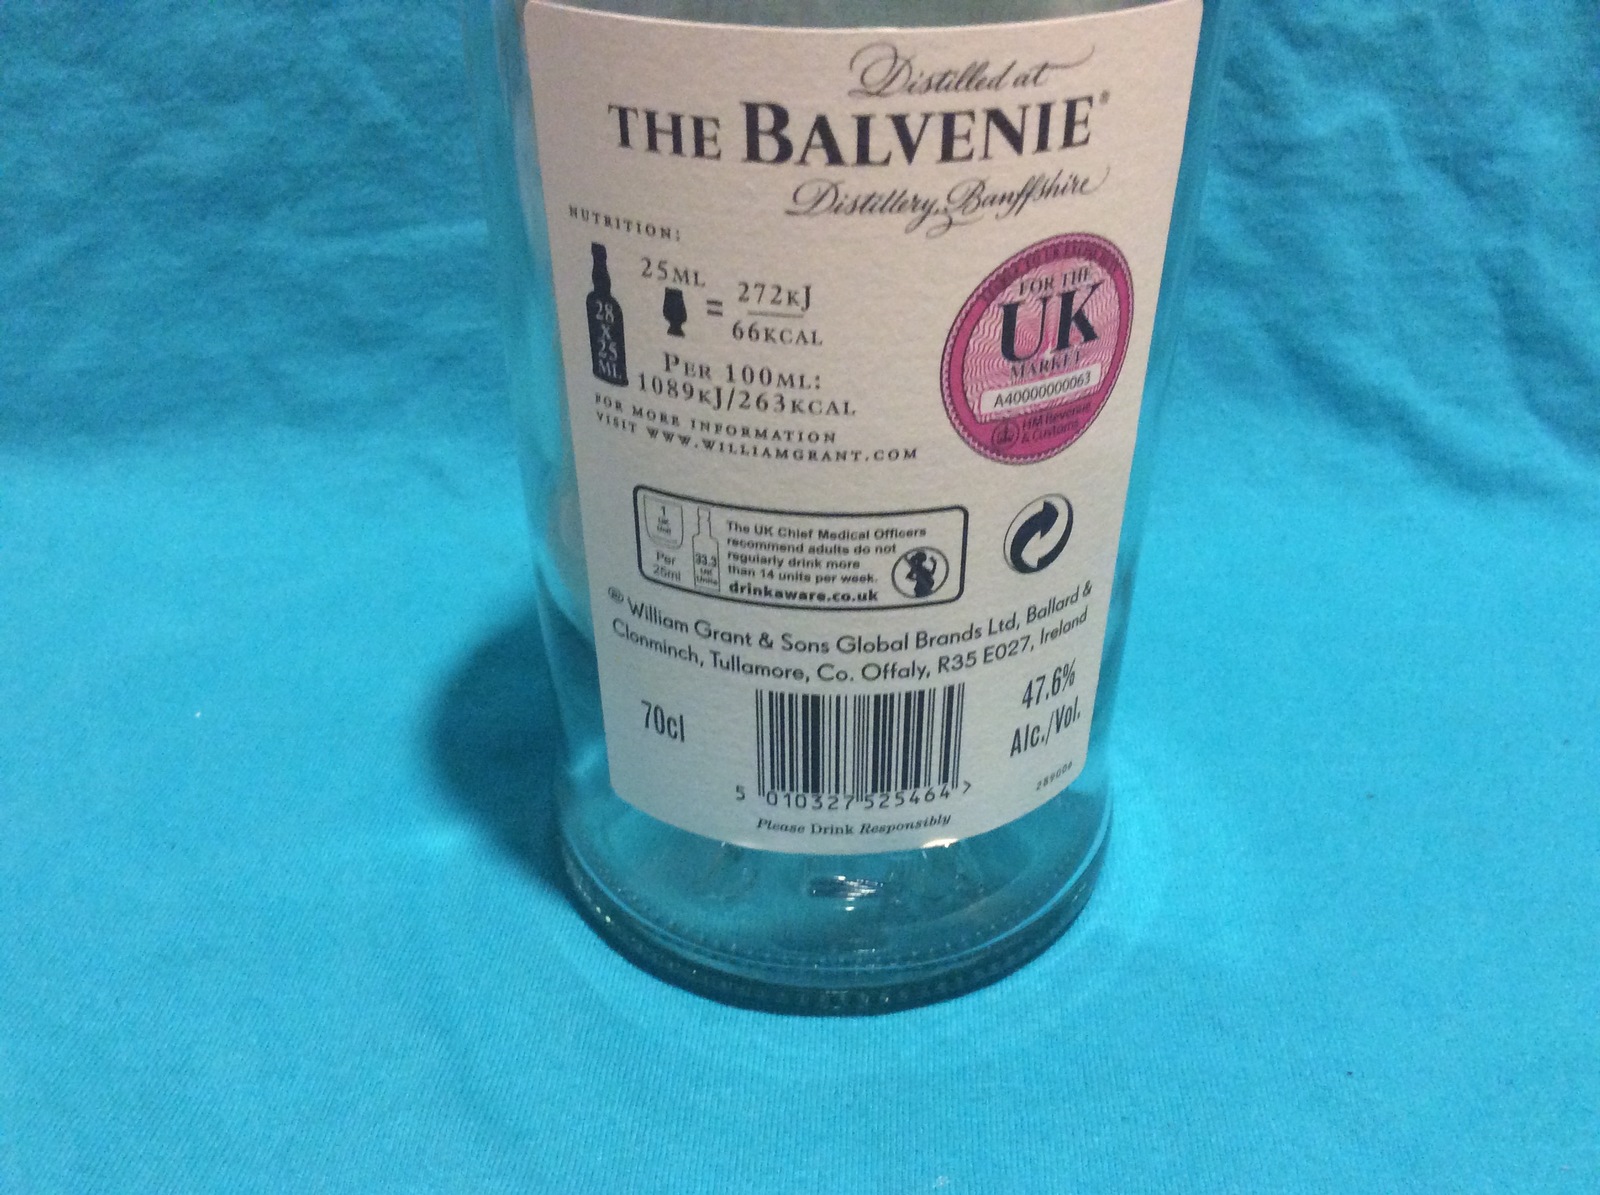 Distilled at
THE BALVENIE®
Distillery, Banffshire
NUTRITION:
28 X 25 ML
25ML = 272KJ
66KCAL
PER 100ML:
1089KJ/263KCAL
FOR MORE INFORMATION
VISIT WWW.WILLIAMGRANT.COM
FOR THE
UK
MARKET
A40000000063
HM Revenue
& Customs
1
UK
Unit
Per
25ml
33.3
UK
Units
The UK Chief Medical Officers
recommend adults do not
regularly drink more
than 14 units per week.
drinkaware.co.uk
William Grant & Sons Global Brands Ltd, Ballard &
Clonminch, Tullamore, Co. Offaly, R35 E027, Ireland
70cl
47.6%
Alc./Vol.
5 010327 525464 >
289006
Please Drink Responsibly